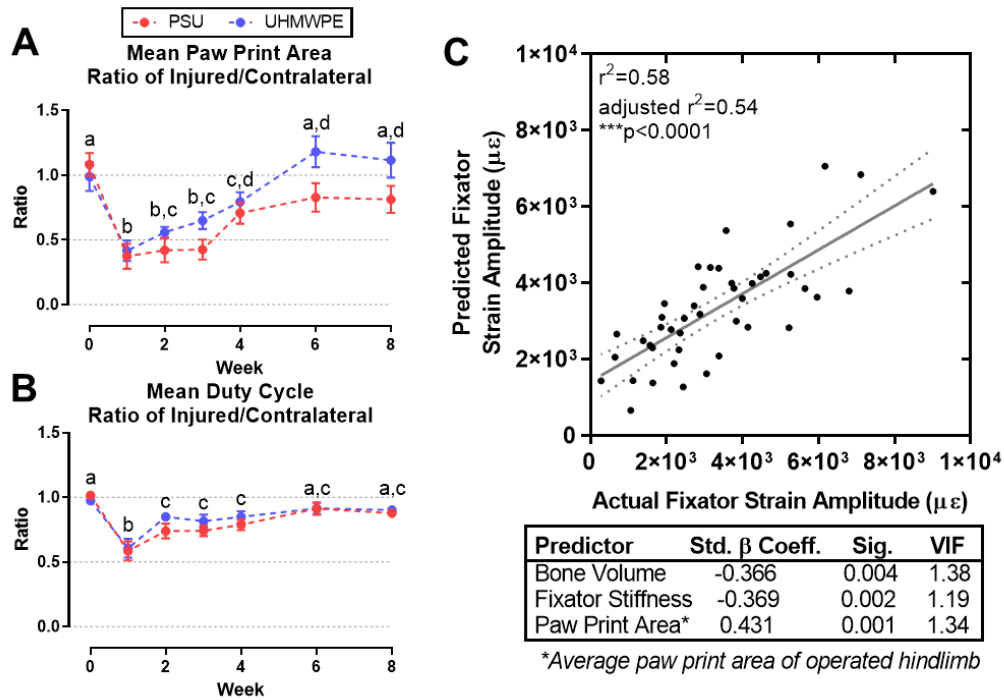 PSU UHMWPE
A
Mean Paw Print Area
Ratio of Injured/Contralateral
1.5
1.0
0.5
0.0
Ratio
a
b
b,c
b,c
c,d
a,d
a,d
0 2 4 6 8
Week
B
Mean Duty Cycle
Ratio of Injured/Contralateral
1.5
1.0
0.5
0.0
Ratio
a
b
c
c
c
a,c
a,c
0 2 4 6 8
Week
C
1×10⁴
8×10³
6×10³
4×10³
2×10³
0
Predicted Fixator
Strain Amplitude (με)
r²=0.58
adjusted r²=0.54
***p<0.0001
0 2×10³ 4×10³ 6×10³ 8×10³ 1×10⁴
Actual Fixator Strain Amplitude (με)
Predictor Std. β Coeff. Sig. VIF
Bone Volume -0.366 0.004 1.38
Fixator Stiffness -0.369 0.002 1.19
Paw Print Area* 0.431 0.001 1.34
*Average paw print area of operated hindlimb